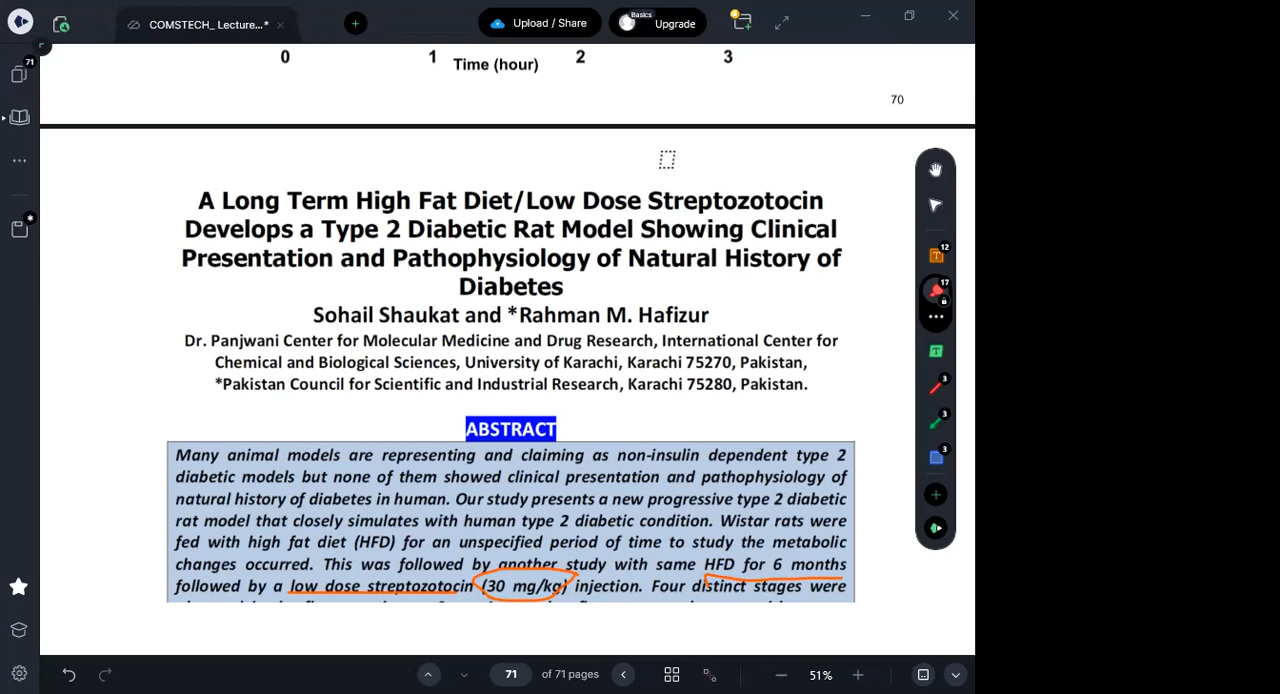 COMSTECH_ Lecture...*
Upload / Share
Basics
Upgrade
71
0 1 2 3
Time (hour)
70
A Long Term High Fat Diet/Low Dose Streptozotocin
Develops a Type 2 Diabetic Rat Model Showing Clinical
Presentation and Pathophysiology of Natural History of
Diabetes
Sohail Shaukat and *Rahman M. Hafizur
Dr. Panjwani Center for Molecular Medicine and Drug Research, International Center for
Chemical and Biological Sciences, University of Karachi, Karachi 75270, Pakistan,
*Pakistan Council for Scientific and Industrial Research, Karachi 75280, Pakistan.
ABSTRACT
Many animal models are representing and claiming as non-insulin dependent type 2
diabetic models but none of them showed clinical presentation and pathophysiology of
natural history of diabetes in human. Our study presents a new progressive type 2 diabetic
rat model that closely simulates with human type 2 diabetic condition. Wistar rats were
fed with high fat diet (HFD) for an unspecified period of time to study the metabolic
changes occurred. This was followed by another study with same HFD for 6 months
followed by a low dose streptozotocin (30 mg/kg) injection. Four distinct stages were
12
17
3
3
3
71
of 71 pages
51%